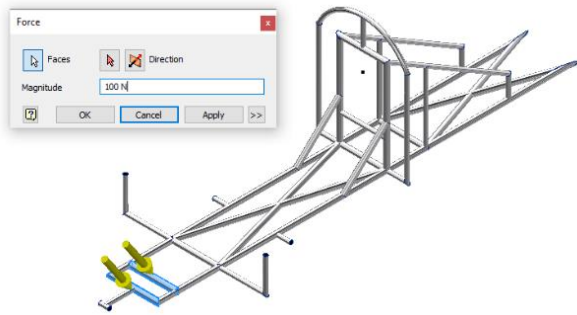 Force
x
Faces
Direction
Magnitude
100 N
?
OK
Cancel
Apply
>>